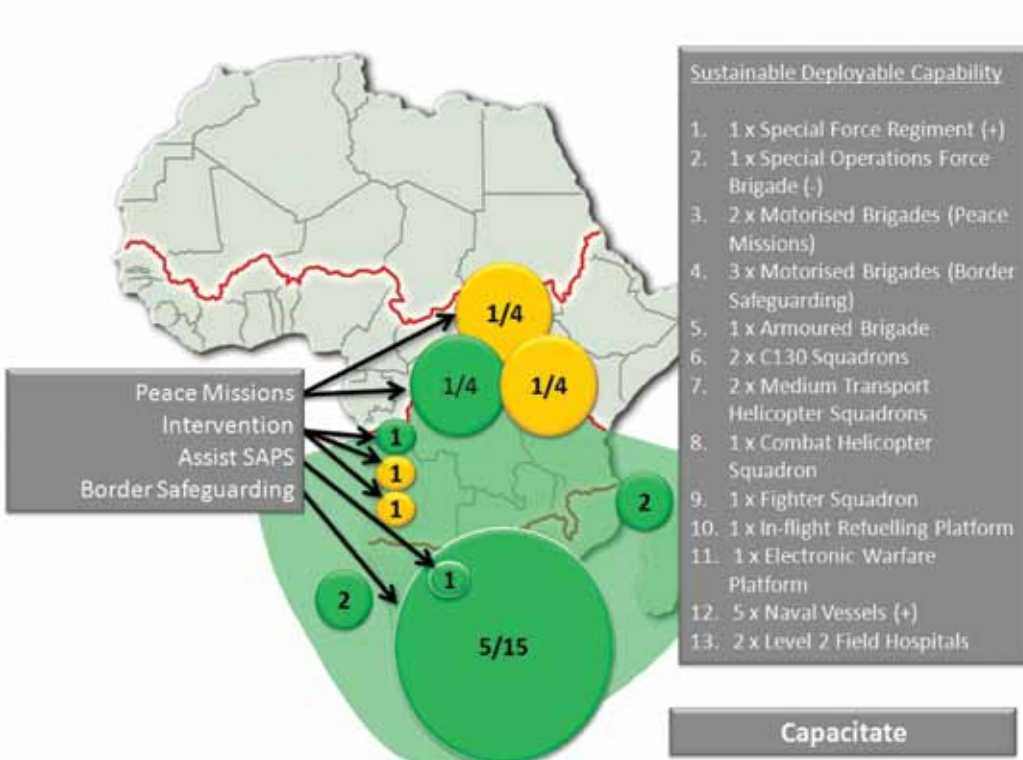 Sustainable Deployable Capability
1. 1 x Special Force Regiment (+)
2. 1 x Special Operations Force
Brigade (-)
3. 2 x Motorised Brigades (Peace
Missions)
4. 3 x Motorised Brigades (Border
Safeguarding)
5. 1 x Armoured Brigade
6. 2 x C130 Squadrons
7. 2 x Medium Transport
Helicopter Squadrons
8. 1 x Combat Helicopter
Squadron
9. 1 x Fighter Squadron
10. 1 x In-flight Refuelling Platform
11. 1 x Electronic Warfare
Platform
12. 5 x Naval Vessels (+)
13. 2 x Level 2 Field Hospitals
1/4
1/4
1/4
Peace Missions
Intervention
Assist SAPS
Border Safeguarding
1
1
1
2
1
2
5/15
Capacitate